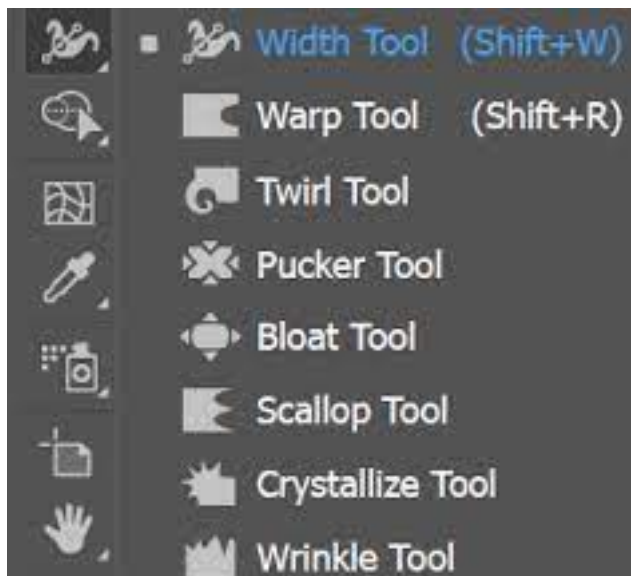 Width Tool (Shift+W)
Warp Tool (Shift+R)
Twirl Tool
Pucker Tool
Bloat Tool
Scallop Tool
Crystallize Tool
Wrinkle Tool